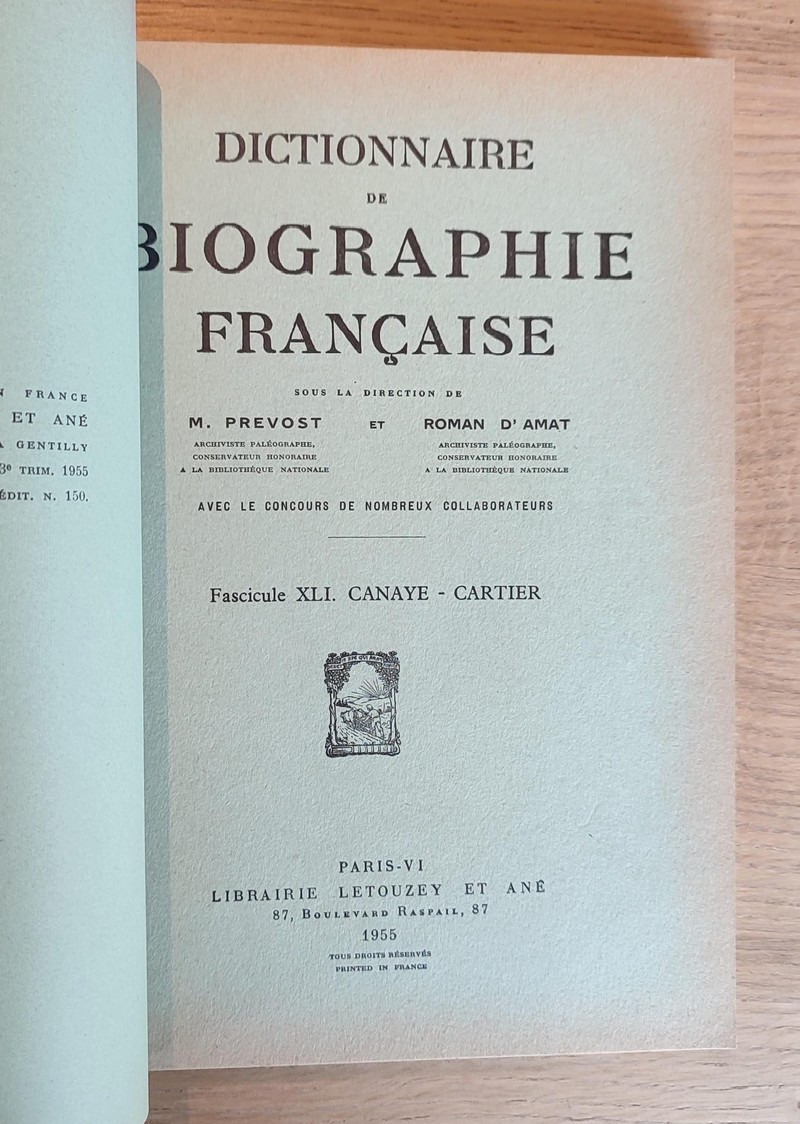 FRANCE
ET ANÉ
GENTILLY
3e TRIM. 1955
ÉDIT. N. 150.
DICTIONNAIRE
DE
BIOGRAPHIE
FRANÇAISE
SOUS LA DIRECTION DE
M. PREVOST ET ROMAN D'AMAT
ARCHIVISTE PALÉOGRAPHE, ARCHIVISTE PALÉOGRAPHE,
CONSERVATEUR HONORAIRE CONSERVATEUR HONORAIRE
A LA BIBLIOTHÈQUE NATIONALE A LA BIBLIOTHÈQUE NATIONALE
AVEC LE CONCOURS DE NOMBREUX COLLABORATEURS
Fascicule XLI. CANAYE - CARTIER
PARIS-VI
LIBRAIRIE LETOUZEY ET ANÉ
87, BOULEVARD RASPAIL, 87
1955
TOUS DROITS RÉSERVÉS
PRINTED IN FRANCE